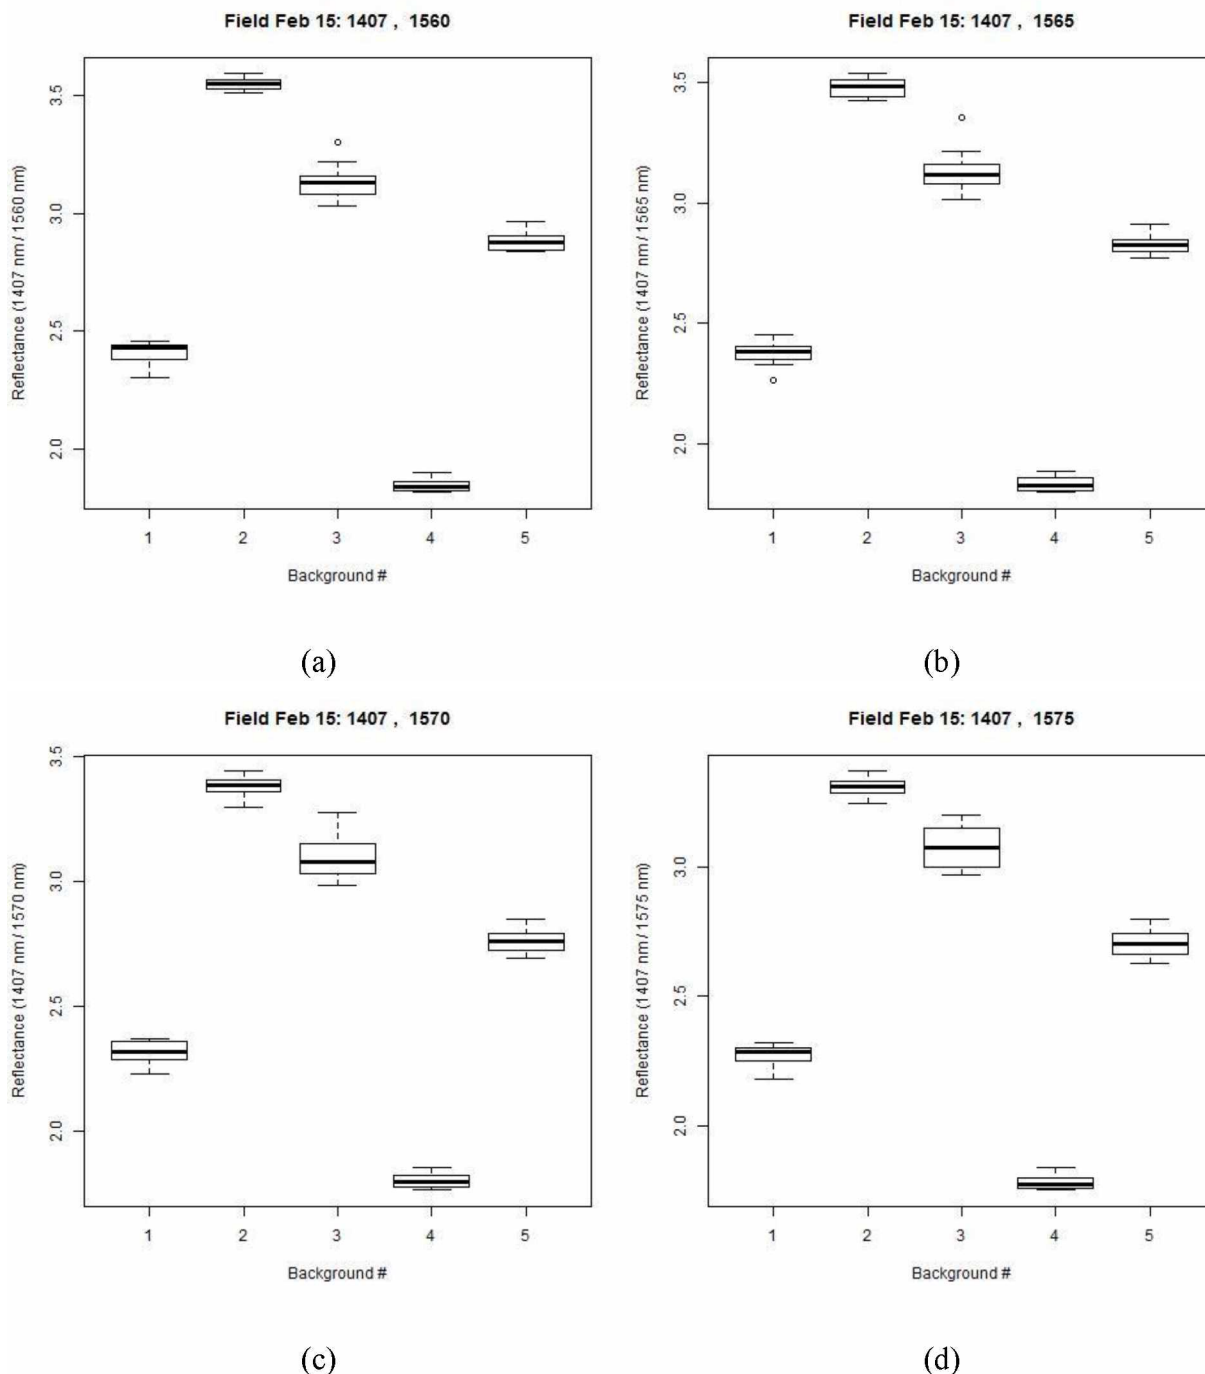 Field Feb 15: 1407 , 1560
Reflectance (1407 nm / 1560 nm)
3.5
3.0
2.5
2.0
1 2 3 4 5
Background #
(a)
Field Feb 15: 1407 , 1565
Reflectance (1407 nm / 1565 nm)
3.5
3.0
2.5
2.0
1 2 3 4 5
Background #
(b)
Field Feb 15: 1407 , 1570
Reflectance (1407 nm / 1570 nm)
3.5
3.0
2.5
2.0
1 2 3 4 5
Background #
(c)
Field Feb 15: 1407 , 1575
Reflectance (1407 nm / 1575 nm)
3.0
2.5
2.0
1 2 3 4 5
Background #
(d)